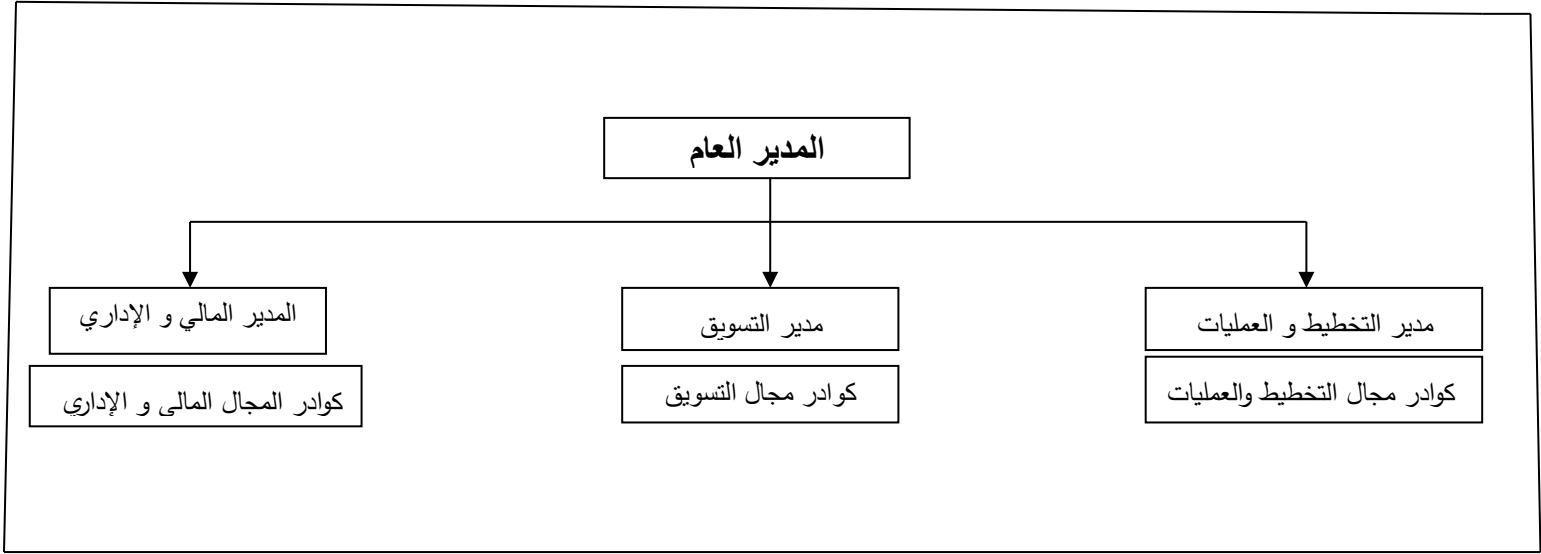 المدير العام
مدير التخطيط و العمليات
مدير التسويق
المدير المالي و الإداري
كوادر مجال التخطيط والعمليات
كوادر مجال التسويق
كوادر المجال المالي و الإداري